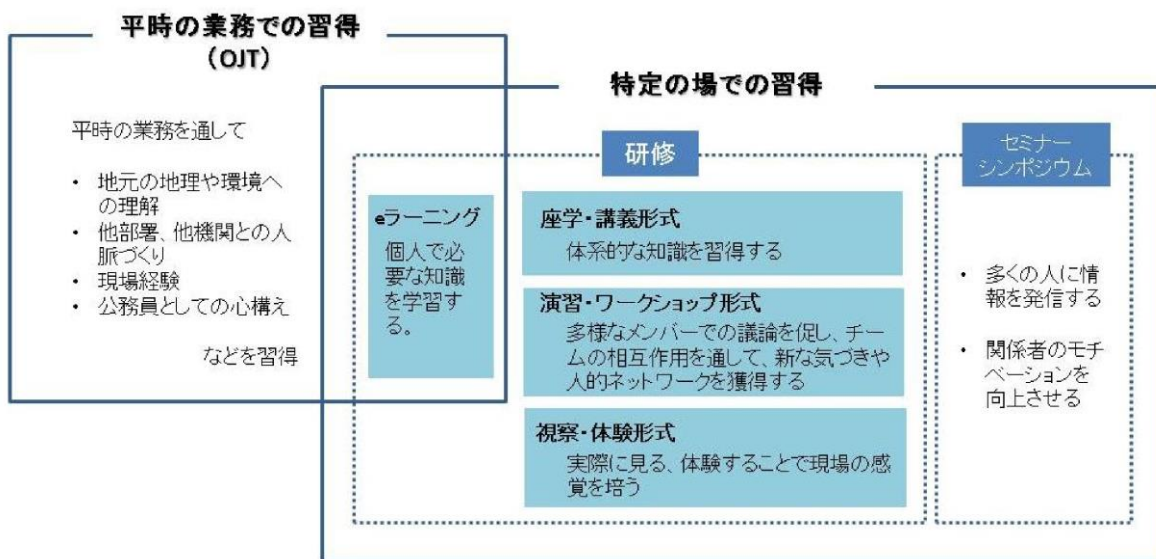 平時の業務での習得
（OJT）
平時の業務を通して
・ 地元の地理や環境へ
の理解
・ 他部署、他機関との人
脈づくり
・ 現場経験
・ 公務員としての心構え
などを習得
特定の場での習得
研修
eラーニング
個人で必
要な知識
を学習す
る。
座学・講義形式
体系的な知識を習得する
演習・ワークショップ形式
多様なメンバーでの議論を促し、チー
ムの相互作用を通して、新な気づきや
人的ネットワークを獲得する
視察・体験形式
実際に見る、体験することで現場の感
覚を培う
セミナー
シンポジウム
・ 多くの人に情
報を発信する
・ 関係者のモチ
ベーションを
向上させる